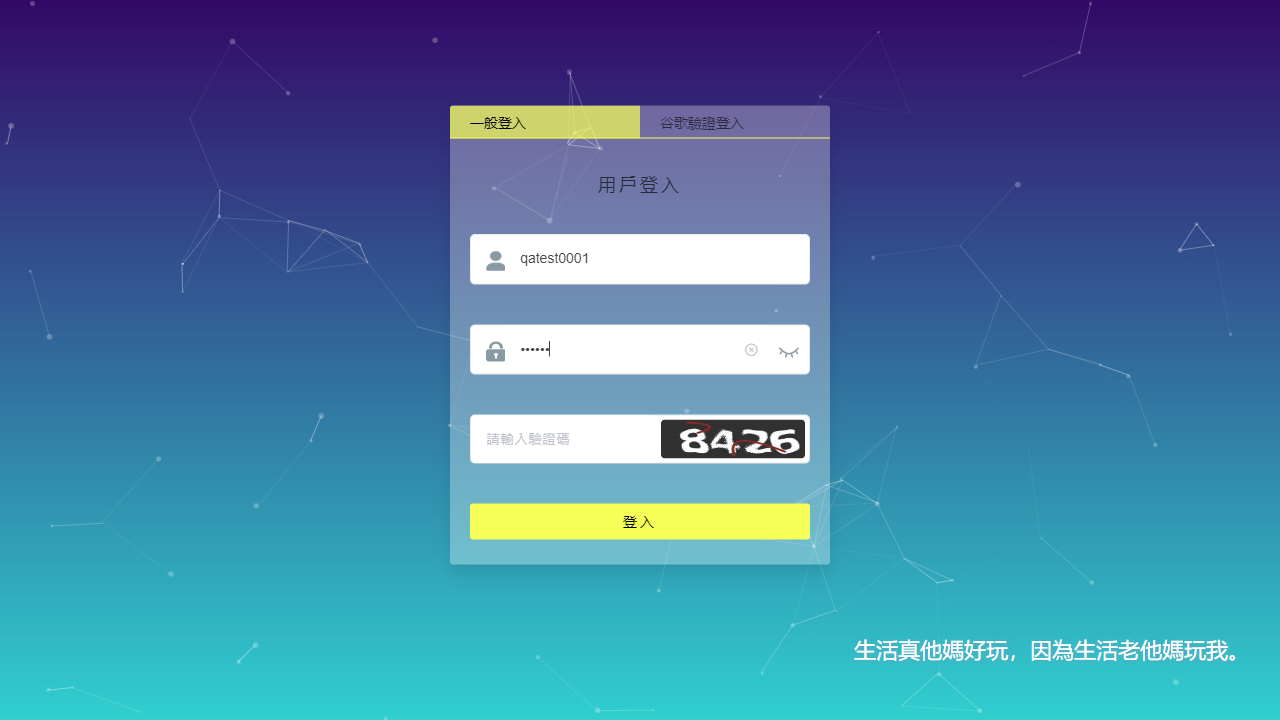 一般登入
谷歌驗證登入
用戶登入
qatest0001
••••••
請輸入驗證碼
8426
登入
生活真他媽好玩，因為生活老他媽玩我。